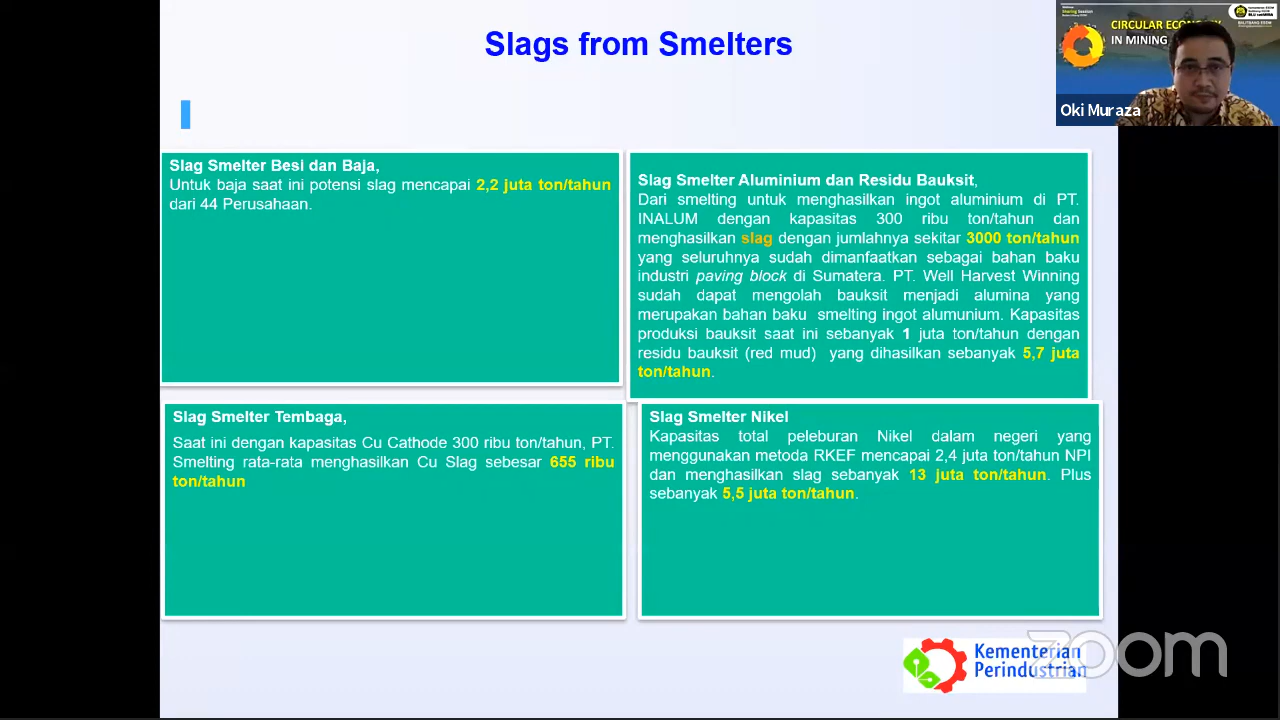 Slags from Smelters
Slag Smelter Besi dan Baja,
Untuk baja saat ini potensi slag mencapai 2,2 juta ton/tahun
dari 44 Perusahaan.
Slag Smelter Aluminium dan Residu Bauksit,
Dari smelting untuk menghasilkan ingot aluminium di PT.
INALUM dengan kapasitas 300 ribu ton/tahun dan
menghasilkan slag dengan jumlahnya sekitar 3000 ton/tahun
yang seluruhnya sudah dimanfaatkan sebagai bahan baku
industri paving block di Sumatera. PT. Well Harvest Winning
sudah dapat mengolah bauksit menjadi alumina yang
merupakan bahan baku smelting ingot alumunium. Kapasitas
produksi bauksit saat ini sebanyak 1 juta ton/tahun dengan
residu bauksit (red mud) yang dihasilkan sebanyak 5,7 juta
ton/tahun.
Slag Smelter Tembaga,
Saat ini dengan kapasitas Cu Cathode 300 ribu ton/tahun, PT.
Smelting rata-rata menghasilkan Cu Slag sebesar 655 ribu
ton/tahun
Slag Smelter Nikel
Kapasitas total peleburan Nikel dalam negeri yang
menggunakan metoda RKEF mencapai 2,4 juta ton/tahun NPI
dan menghasilkan slag sebanyak 13 juta ton/tahun. Plus
sebanyak 5,5 juta ton/tahun.
Kementerian
Perindustrian
zoom
Sharing Session
CIRCULAR ECONOMY
IN MINING
Oki Muraza